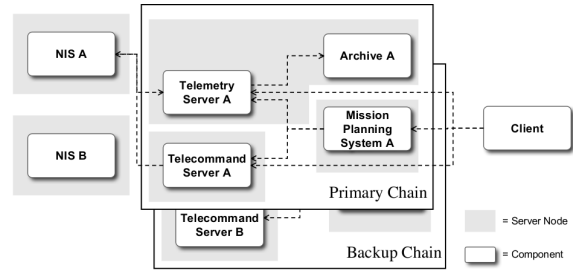 NIS A
Archive A
Telemetry
Server A
Mission
Planning
System A
Client
NIS B
Telecommand
Server A
Primary Chain
Telecommand
Server B
Backup Chain
= Server Node
= Component